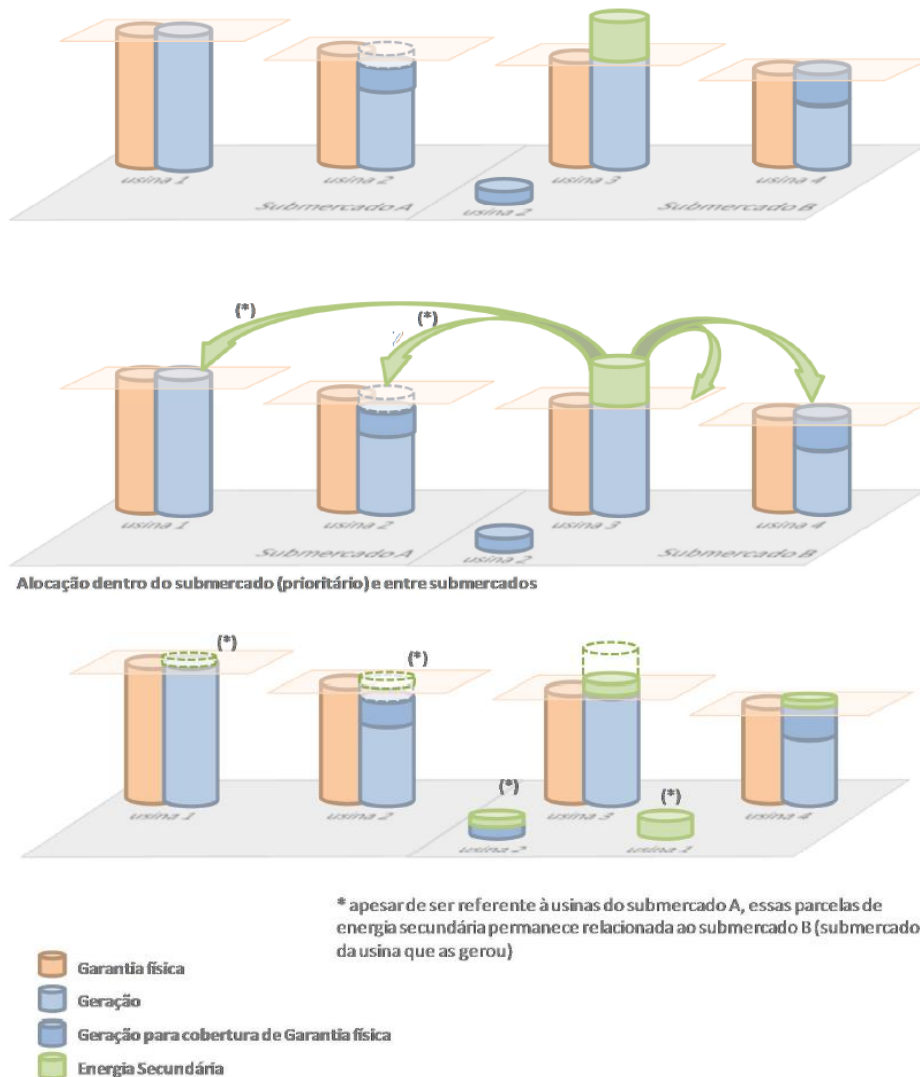 usina 1
usina 2
usina 3
usina 4
Submercado A
usina 2
Submercado B
(*)
(*)
usina 1
usina 2
usina 3
usina 4
Submercado A
usina 2
Submercado B
Alocação dentro do submercado (prioritário) e entre submercados
(*)
(*)
(*)
(*)
usina 1
usina 2
usina 3
usina 4
usina 2
usina 1
* apesar de ser referente à usinas do submercado A, essas parcelas de
energia secundária permanece relacionada ao submercado B (submercado
da usina que as gerou)
Garantia física
Geração
Geração para cobertura de Garantia física
Energia Secundária